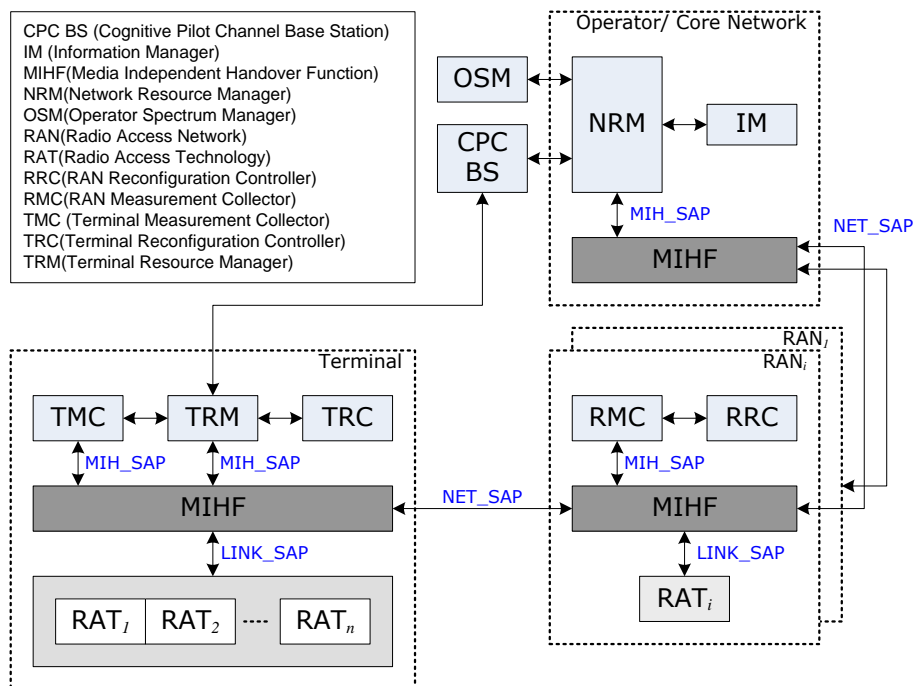 CPC BS (Cognitive Pilot Channel Base Station)
IM (Information Manager)
MIHF(Media Independent Handover Function)
NRM(Network Resource Manager)
OSM(Operator Spectrum Manager)
RAN(Radio Access Network)
RAT(Radio Access Technology)
RRC(RAN Reconfiguration Controller)
RMC(RAN Measurement Collector)
TMC (Terminal Measurement Collector)
TRC(Terminal Reconfiguration Controller)
TRM(Terminal Resource Manager)
Operator/ Core Network
OSM
NRM
IM
CPC
BS
MIH_SAP
NET_SAP
MIHF
Terminal
TMC
TRM
TRC
MIH_SAP
MIH_SAP
MIHF
LINK_SAP
RAT1
RAT2
....
RATn
NET_SAP
RAN1
RANi
RMC
RRC
MIH_SAP
MIHF
LINK_SAP
RATi